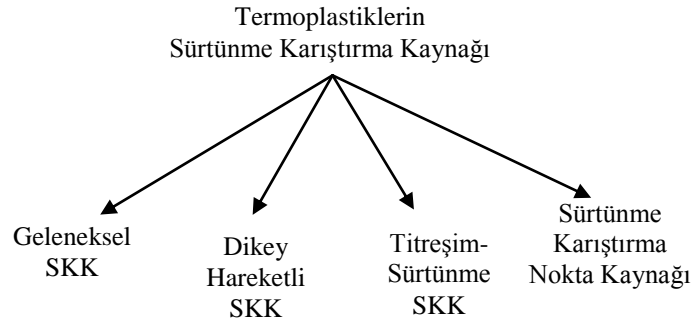 Termoplastiklerin
Sürtünme Karıştırma Kaynağı
Geleneksel
SKK
Dikey
Hareketli
SKK
Titreşim-
Sürtünme
SKK
Sürtünme
Karıştırma
Nokta Kaynağı